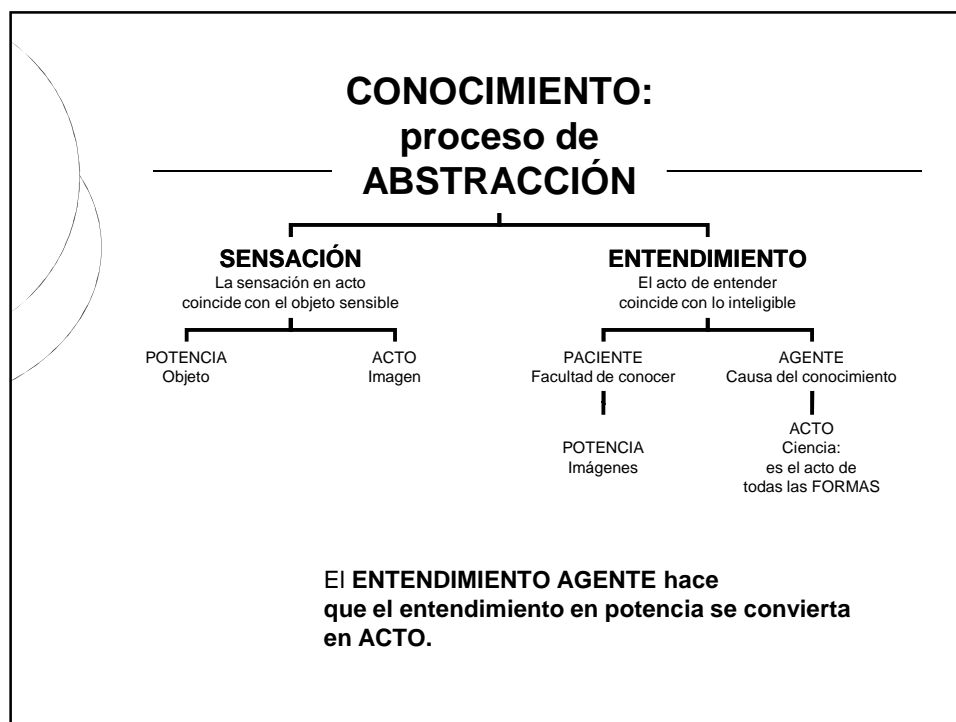 CONOCIMIENTO:
proceso de
ABSTRACCIÓN
SENSACIÓN
La sensación en acto
coincide con el objeto sensible
ENTENDIMIENTO
El acto de entender
coincide con lo inteligible
POTENCIA
Objeto
ACTO
Imagen
PACIENTE
Facultad de conocer
AGENTE
Causa del conocimiento
POTENCIA
Imágenes
ACTO
Ciencia:
es el acto de
todas las FORMAS
El ENTENDIMIENTO AGENTE hace
que el entendimiento en potencia se convierta
en ACTO.